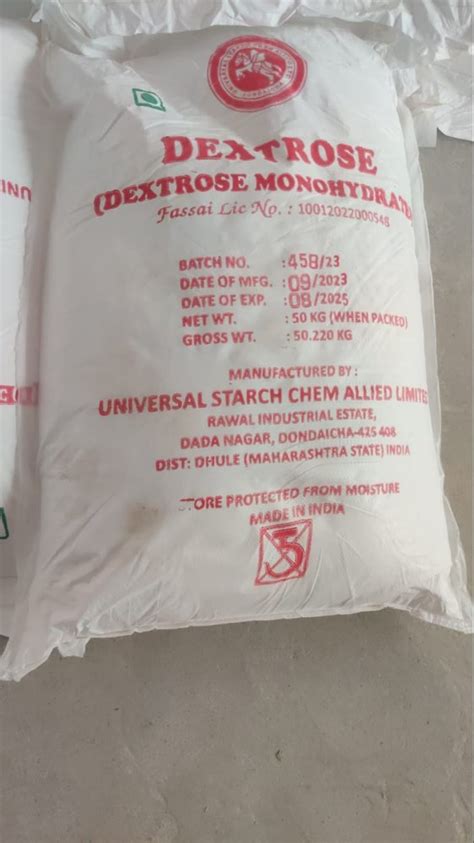 DEXTROSE
(DEXTROSE MONOHYDRATE)
Fassai Lic No. : 10012022000548
BATCH NO. : 458/23
DATE OF MFG. : 09/2023
DATE OF EXP. : 08/2025
NET WT. : 50 KG (WHEN PACKED)
GROSS WT. : 50.220 KG
MANUFACTURED BY :
UNIVERSAL STARCH CHEM ALLIED LIMITED
RAWAL INDUSTRIAL ESTATE,
DADA NAGAR, DONDAICHA-425 408
DIST: DHULE (MAHARASHTRA STATE) INDIA
STORE PROTECTED FROM MOISTURE
MADE IN INDIA